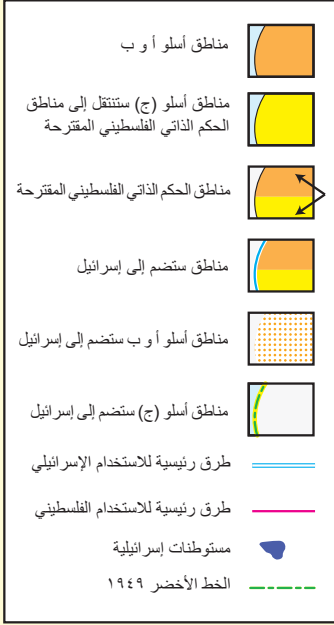 مناطق أسلو أ و ب
مناطق أسلو (ج) ستنتقل إلى مناطق
الحكم الذاتي الفلسطيني المقترحة
مناطق الحكم الذاتي الفلسطيني المقترحة
مناطق ستضم إلى إسرائيل
مناطق أسلو أ و ب ستضم إلى إسرائيل
مناطق أسلو (ج) ستضم إلى إسرائيل
طرق رئيسية للاستخدام الإسرائيلي
طرق رئيسية للاستخدام الفلسطيني
مستوطنات إسرائيلية
الخط الأخضر ١٩٤٩